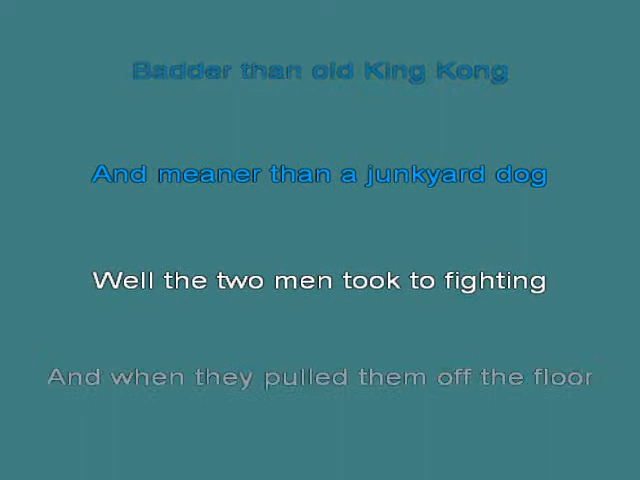 Badder than old King Kong
And meaner than a junkyard dog
Well the two men took to fighting
And when they pulled them off the floor